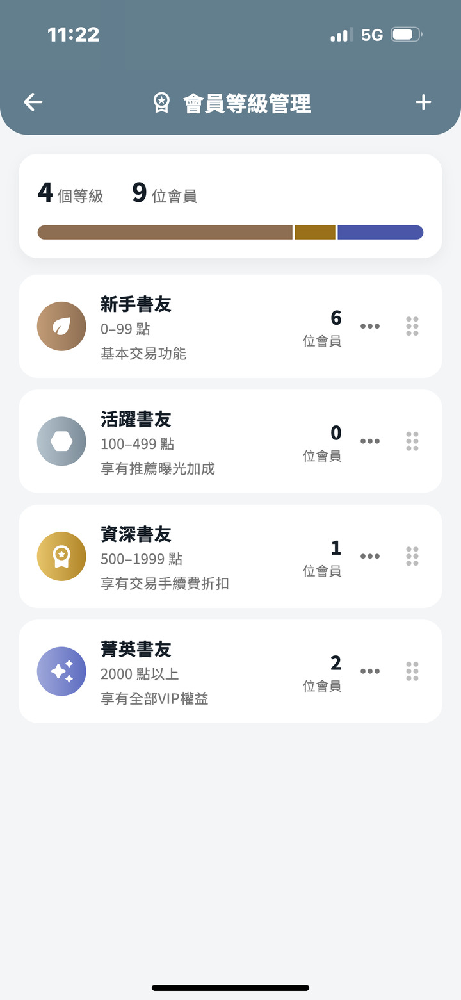 11:22
5G
會員等級管理
4 個等級 9 位會員
新手書友
0–99 點
基本交易功能
6
位會員
活躍書友
100–499 點
享有推薦曝光加成
0
位會員
資深書友
500–1999 點
享有交易手續費折扣
1
位會員
菁英書友
2000 點以上
享有全部VIP權益
2
位會員